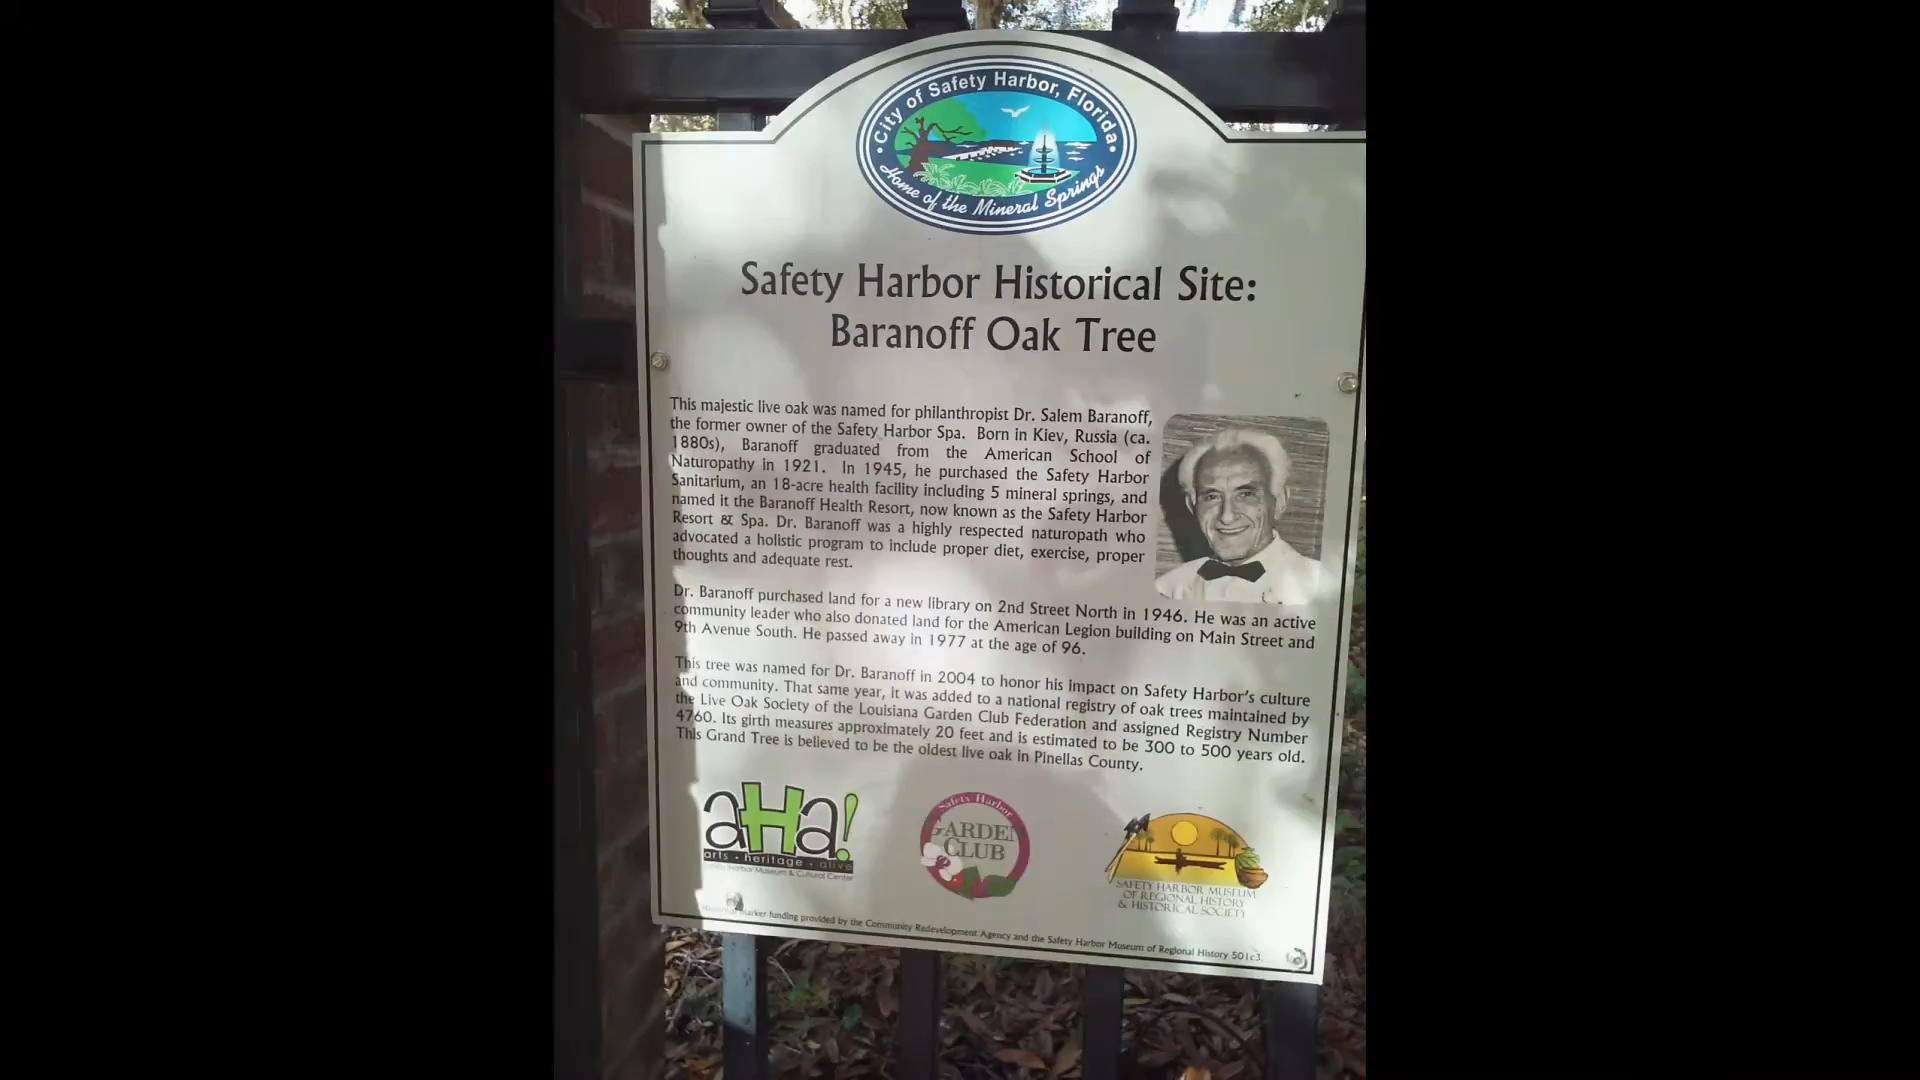 City of Safety Harbor, Florida
Home of the Mineral Springs
Safety Harbor Historical Site:
Baranoff Oak Tree
This majestic live oak was named for philanthropist Dr. Salem Baranoff,
the former owner of the Safety Harbor Spa. Born in Kiev, Russia (ca.
1880s), Baranoff graduated from the American School of
Naturopathy in 1921. In 1945, he purchased the Safety Harbor
Sanitarium, an 18-acre health facility including 5 mineral springs, and
named it the Baranoff Health Resort, now known as the Safety Harbor
Resort & Spa. Dr. Baranoff was a highly respected naturopath who
advocated a holistic program to include proper diet, exercise, proper
thoughts and adequate rest.
Dr. Baranoff purchased land for a new library on 2nd Street North in 1946. He was an active
community leader who also donated land for the American Legion building on Main Street and
9th Avenue South. He passed away in 1977 at the age of 96.
This tree was named for Dr. Baranoff in 2004 to honor his impact on Safety Harbor's culture
and community. That same year, it was added to a national registry of oak trees maintained by
the Live Oak Society of the Louisiana Garden Club Federation and assigned Registry Number
4760. Its girth measures approximately 20 feet and is estimated to be 300 to 500 years old.
This Grand Tree is believed to be the oldest live oak in Pinellas County.
aHa!
arts • heritage • alive
Safety Harbor Museum & Cultural Center
Safety Harbor
GARDEN
CLUB
SAFETY HARBOR MUSEUM
OF REGIONAL HISTORY
& HISTORICAL SOCIETY
Historical marker funding provided by the Community Redevelopment Agency and the Safety Harbor Museum of Regional History 501c3.